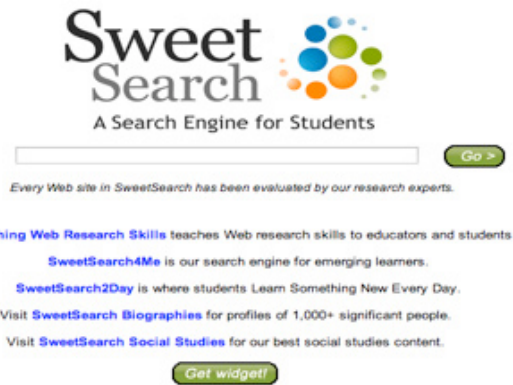 Sweet
Search
A Search Engine for Students
Go >
Every Web site in SweetSearch has been evaluated by our research experts.
ning Web Research Skills teaches Web research skills to educators and students
SweetSearch4Me is our search engine for emerging learners.
SweetSearch2Day is where students Learn Something New Every Day.
Visit SweetSearch Biographies for profiles of 1,000+ significant people.
Visit SweetSearch Social Studies for our best social studies content.
Get widget!